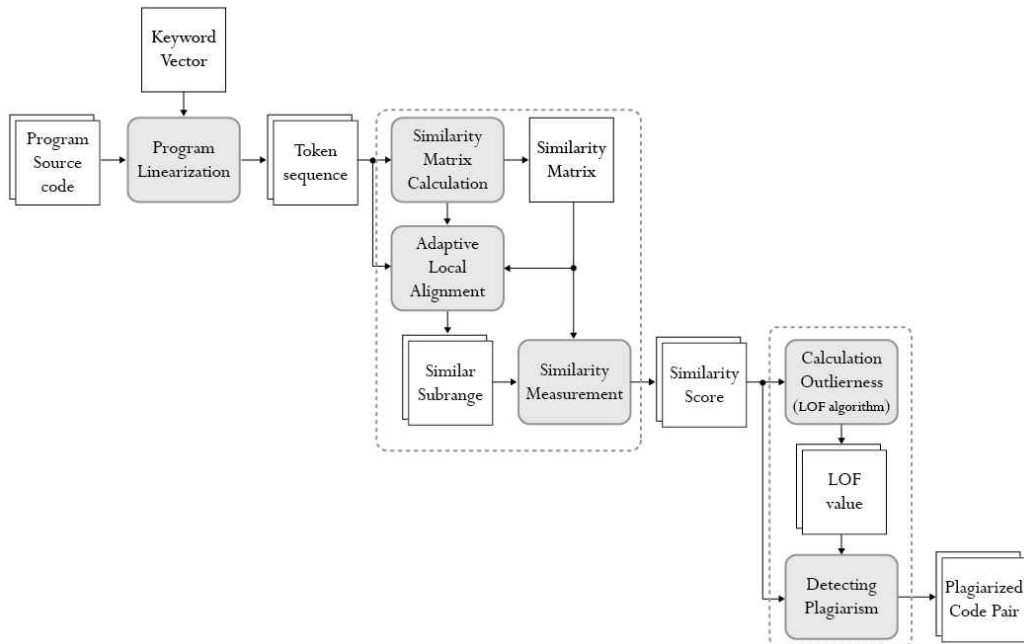 Keyword
Vector
Program
Source
code
Program
Linearization
Token
sequence
Similarity
Matrix
Calculation
Similarity
Matrix
Adaptive
Local
Alignment
Similar
Subrange
Similarity
Measurement
Similarity
Score
Calculation
Outlierness
(LOF algorithm)
LOF
value
Detecting
Plagiarism
Plagiarized
Code Pair